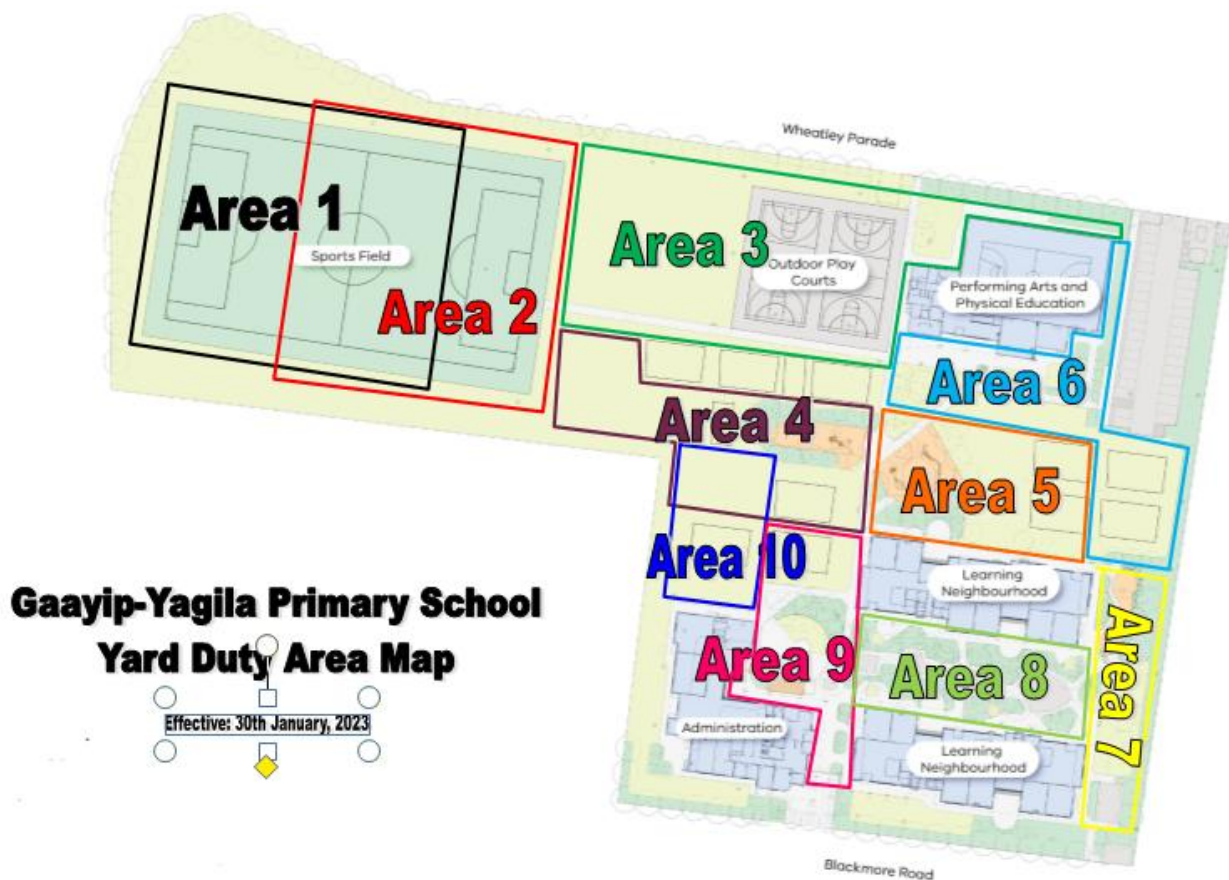 Wheatley Parade
Area 1
Sports Field
Area 2
Area 3
Outdoor Play
Courts
Performing Arts and
Physical Education
Area 6
Area 4
Area 5
Area 10
Learning
Neighbourhood
Gaayip-Yagila Primary School
Yard Duty Area Map
Effective: 30th January, 2023
Area 9
Area 8
Area 7
Administration
Learning
Neighbourhood
Blackmore Road